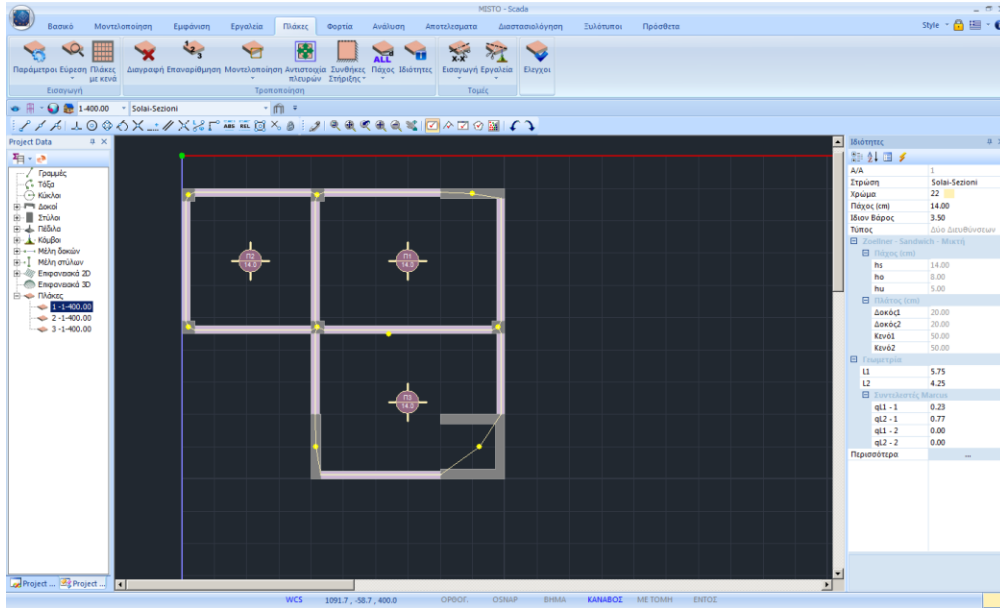 MISTO - Scada
Βασικό Μοντελοποίηση Εμφάνιση Εργαλεία Πλάκες Φορτία Ανάλυση Αποτελεσματα Διαστασιολόγηση Ξυλότυποι Πρόσθετα Style
Παράμετροι Εύρεση Πλάκες με κενά Διαγραφή Επαναρίθμηση Μοντελοποίηση Αντιστοιχία πλευρών Συνθήκες Στήριξης Πάχος Ιδιότητες Εισαγωγή Εργαλεία Ελεγχοι
ALL X-X'
Εισαγωγή Τροποποίηση Τομές
1-400.00 Solai-Sezioni
ABS REL
Project Data
Γραμμές
Τόξα
Κύκλοι
Δοκοί
Στύλοι
Πέδιλα
Κόμβοι
Μέλη δοκών
Μέλη στύλων
Επιφανειακά 2D
Επιφανειακά 3D
Πλάκες
1 -1-400.00
2 -1-400.00
3 -1-400.00
Project ... Project ...
Π2
14.0
Π1
14.0
Π3
14.0
Ιδιότητες
Α/Α 1
Στρώση Solai-Sezioni
Χρώμα 22
Πάχος (cm) 14.00
Ιδιον Βάρος 3.50
Τύπος Δύο Διευθύνσεων
Zoellner - Sandwich - Μικτή
Πάχος (cm)
hs 14.00
ho 8.00
hu 5.00
Πλάτος (cm)
Δοκός1 20.00
Δοκός2 20.00
Κενό1 50.00
Κενό2 50.00
Γεωμετρία
L1 5.75
L2 4.25
Συντελεστές Marcus
qL1 - 1 0.23
qL2 - 1 0.77
qL1 - 2 0.00
qL2 - 2 0.00
Περισσότερα ...
WCS 1091.7 , -58.7 , 400.0 ΟΡΘΟΓ. OSNAP ΒΗΜΑ ΚΑΝΑΒΟΣ ΜΕ ΤΟΜΗ ΕΝΤΟΣ